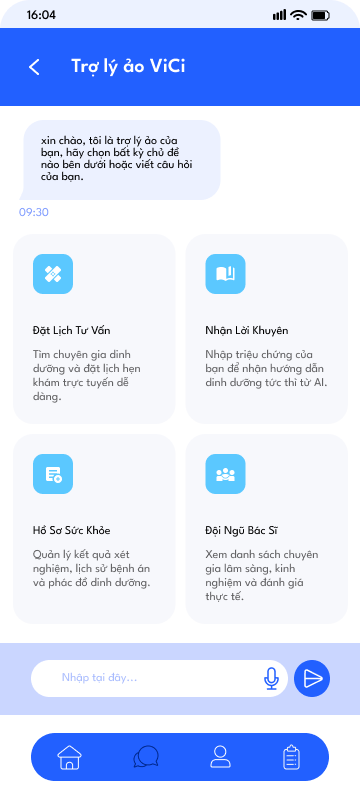 16:04
Trợ lý ảo ViCi
xin chào, tôi là trợ lý ảo của
bạn, hãy chọn bất kỳ chủ đề
nào bên dưới hoặc viết câu hỏi
của bạn.
09:30
Đặt Lịch Tư Vấn
Tìm chuyên gia dinh
dưỡng và đặt lịch hẹn
khám trực tuyến dễ
dàng.
Nhận Lời Khuyên
Nhập triệu chứng của
bạn để nhận hướng dẫn
dinh dưỡng tức thì từ AI.
Hồ Sơ Sức Khỏe
Quản lý kết quả xét
nghiệm, lịch sử bệnh án
và phác đồ dinh dưỡng.
Đội Ngũ Bác Sĩ
Xem danh sách chuyên
gia lâm sàng, kinh
nghiệm và đánh giá
thực tế.
Nhập tại đây...